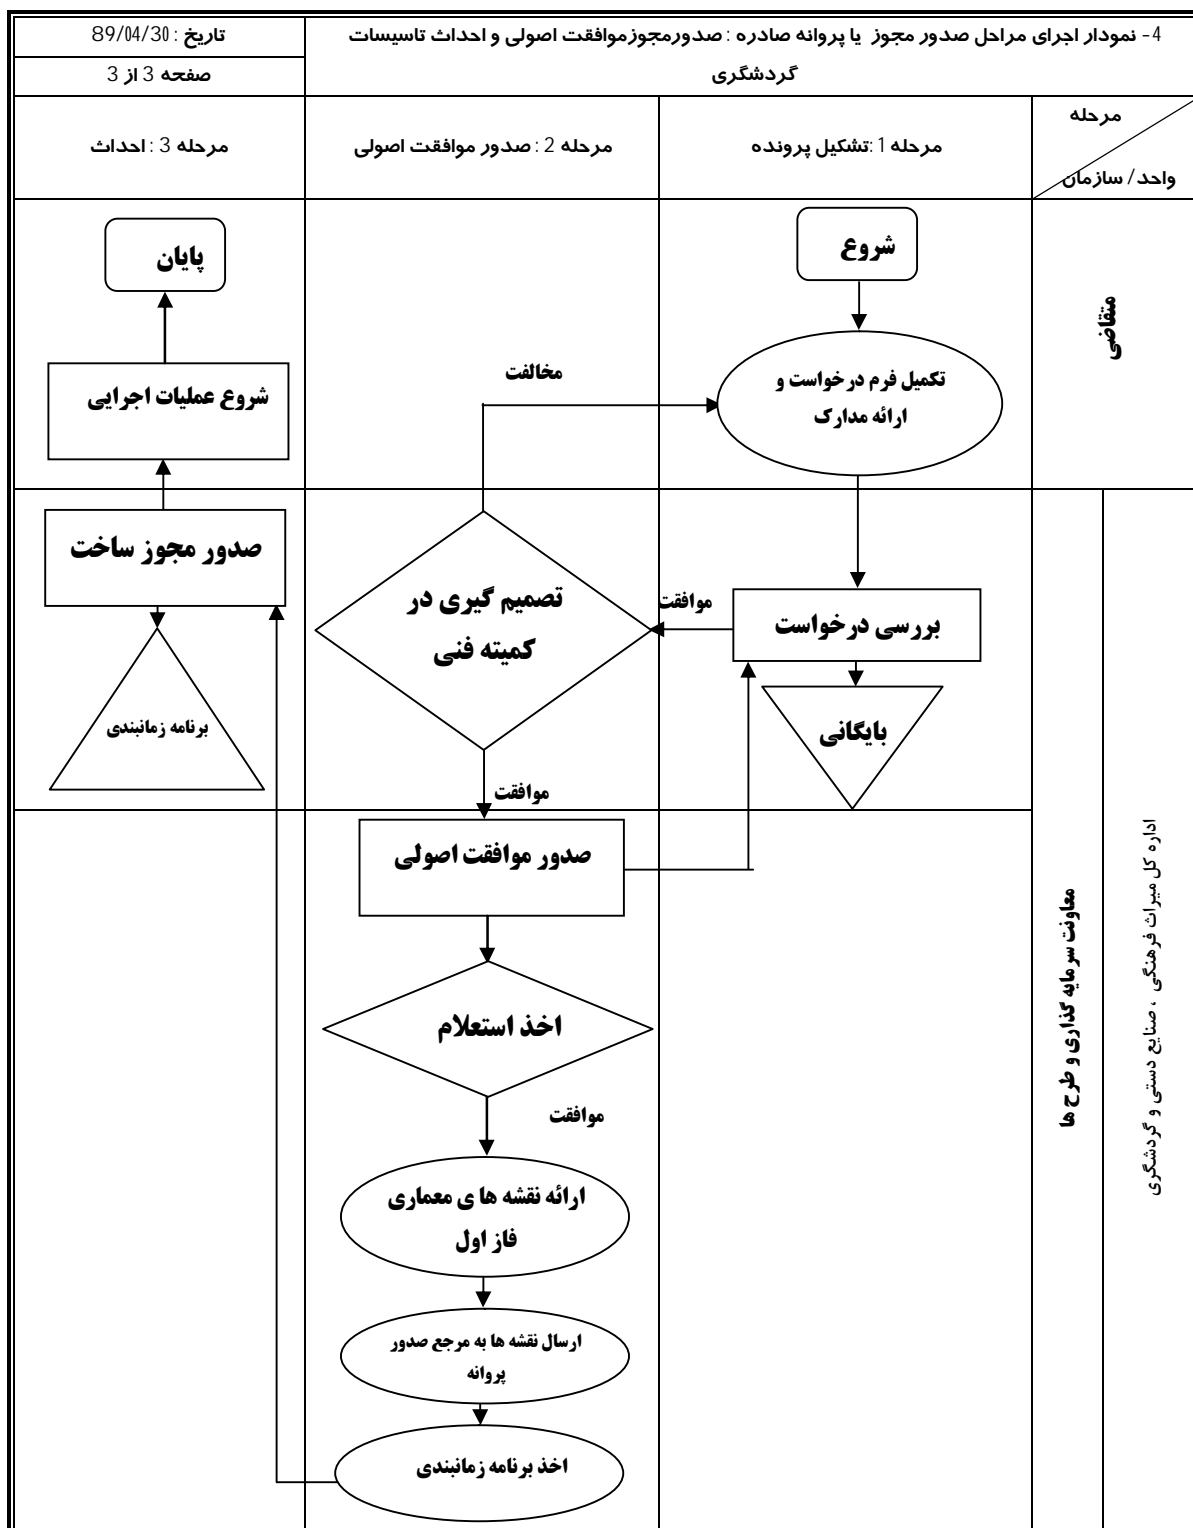 4- نمودار اجرای مراحل صدور مجوز یا پروانه صادره : صدورمجوزموافقت اصولی و احداث تاسیسات
گردشگری
تاریخ : 89/04/30
صفحه 3 از 3
مرحله
واحد/ سازمان
مرحله 1 :تشکیل پرونده
مرحله 2 : صدور موافقت اصولی
مرحله 3 : احداث
متقاضی
شروع
تکمیل فرم درخواست و
ارائه مدارک
مخالفت
پایان
شروع عملیات اجرایی
اداره کل میراث فرهنگی ، صنایع دستی و گردشگری
معاونت سرمایه گذاری و طرح ها
بررسی درخواست
بایگانی
موافقت
تصمیم گیری در
کمیته فنی
موافقت
صدور مجوز ساخت
برنامه زمانبندی
صدور موافقت اصولی
اخذ استعلام
موافقت
ارائه نقشه ها ی معماری
فاز اول
ارسال نقشه ها به مرجع صدور
پروانه
اخذ برنامه زمانبندی